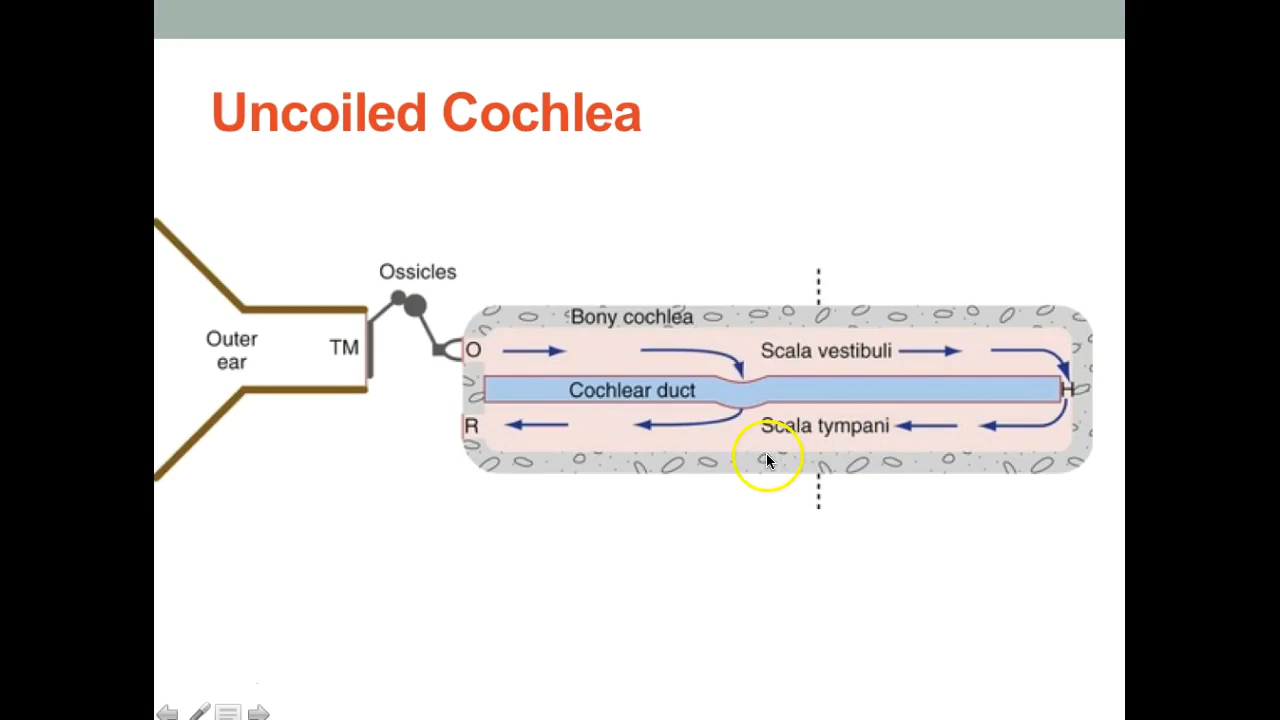 Uncoiled Cochlea
Ossicles
Outer
ear
TM
O
R
Bony cochlea
Scala vestibuli
Cochlear duct
H
Scala tympani